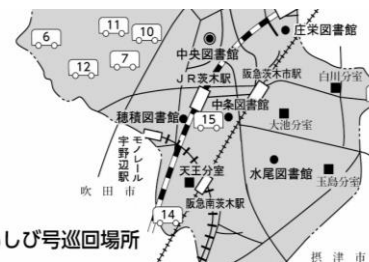 11
10
6
7
12
庄栄図書館
中央図書館
JR茨木駅
阪急茨木市駅
白川分室
穂積図書館
中条図書館
15
大池分室
モノレール
宇野辺駅
天王分室
水尾図書館
玉島分室
吹田市
阪急南茨木駅
14
しび号巡回場所
摂津市